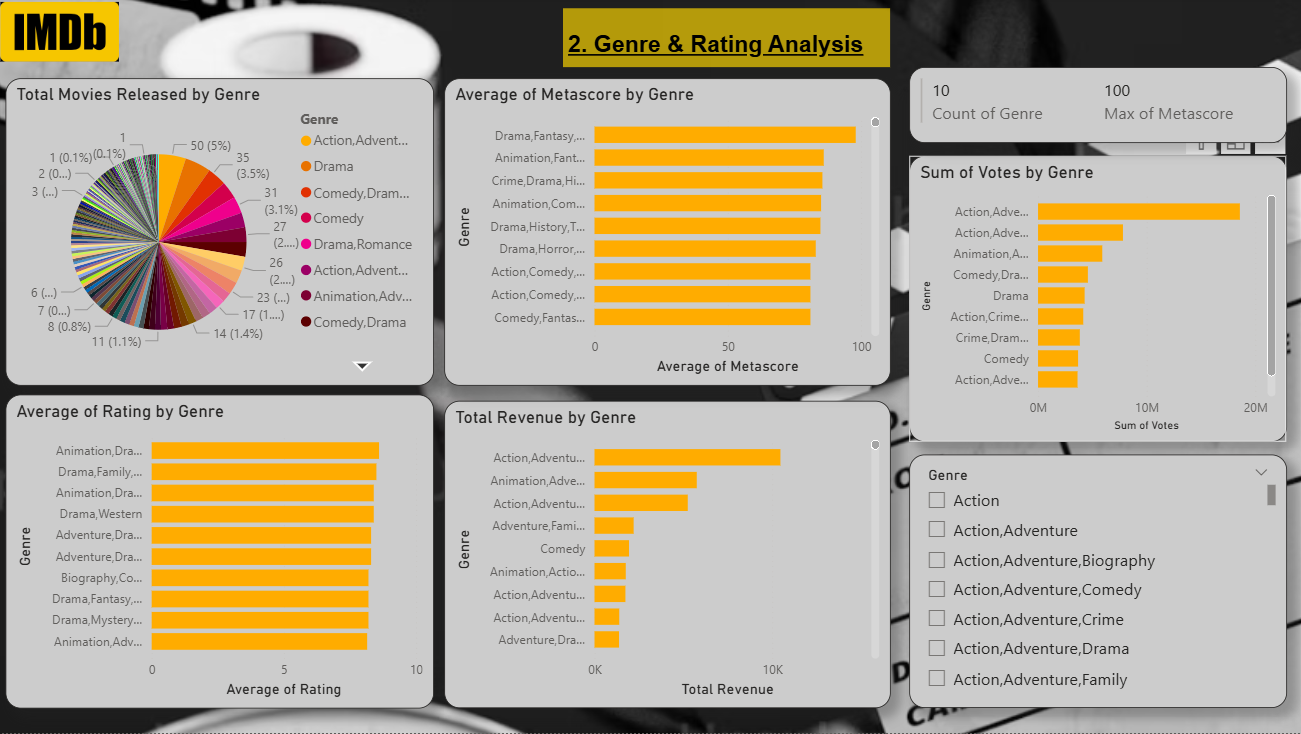 IMDb
2. Genre & Rating Analysis
Total Movies Released by Genre
1
1 (0.1%)
(0.1%)
2 (0...)
3 (...)
6 (...)
7 (0...)
8 (0.8%)
11 (1.1%)
50 (5%)
35
(3.5%)
31
(3.1%)
27
(2....)
26
(2....)
23 (...)
17 (1....)
14 (1.4%)
Genre
Action,Advent...
Drama
Comedy,Dram...
Comedy
Drama,Romance
Action,Advent...
Animation,Adv...
Comedy,Drama
Average of Metascore by Genre
Genre
Drama,Fantasy,...
Animation,Fant...
Crime,Drama,Hi...
Animation,Com...
Drama,History,T...
Drama,Horror,...
Action,Comedy,...
Action,Comedy,...
Comedy,Fantas...
0 50 100
Average of Metascore
10
Count of Genre
100
Max of Metascore
Sum of Votes by Genre
Genre
Action,Adve...
Action,Adve...
Animation,A...
Comedy,Dra...
Drama
Action,Crime...
Crime,Dram...
Comedy
Action,Adve...
0M 10M 20M
Sum of Votes
Average of Rating by Genre
Genre
Animation,Dra...
Drama,Family,...
Animation,Dra...
Drama,Western
Adventure,Dra...
Adventure,Dra...
Biography,Co...
Drama,Fantasy,...
Drama,Mystery...
Animation,Adv...
0 5 10
Average of Rating
Total Revenue by Genre
Genre
Action,Adventu...
Animation,Adve...
Action,Adventu...
Adventure,Fami...
Comedy
Animation,Actio...
Action,Adventu...
Action,Adventu...
Adventure,Dra...
0K 10K
Total Revenue
Genre
Action
Action,Adventure
Action,Adventure,Biography
Action,Adventure,Comedy
Action,Adventure,Crime
Action,Adventure,Drama
Action,Adventure,Family